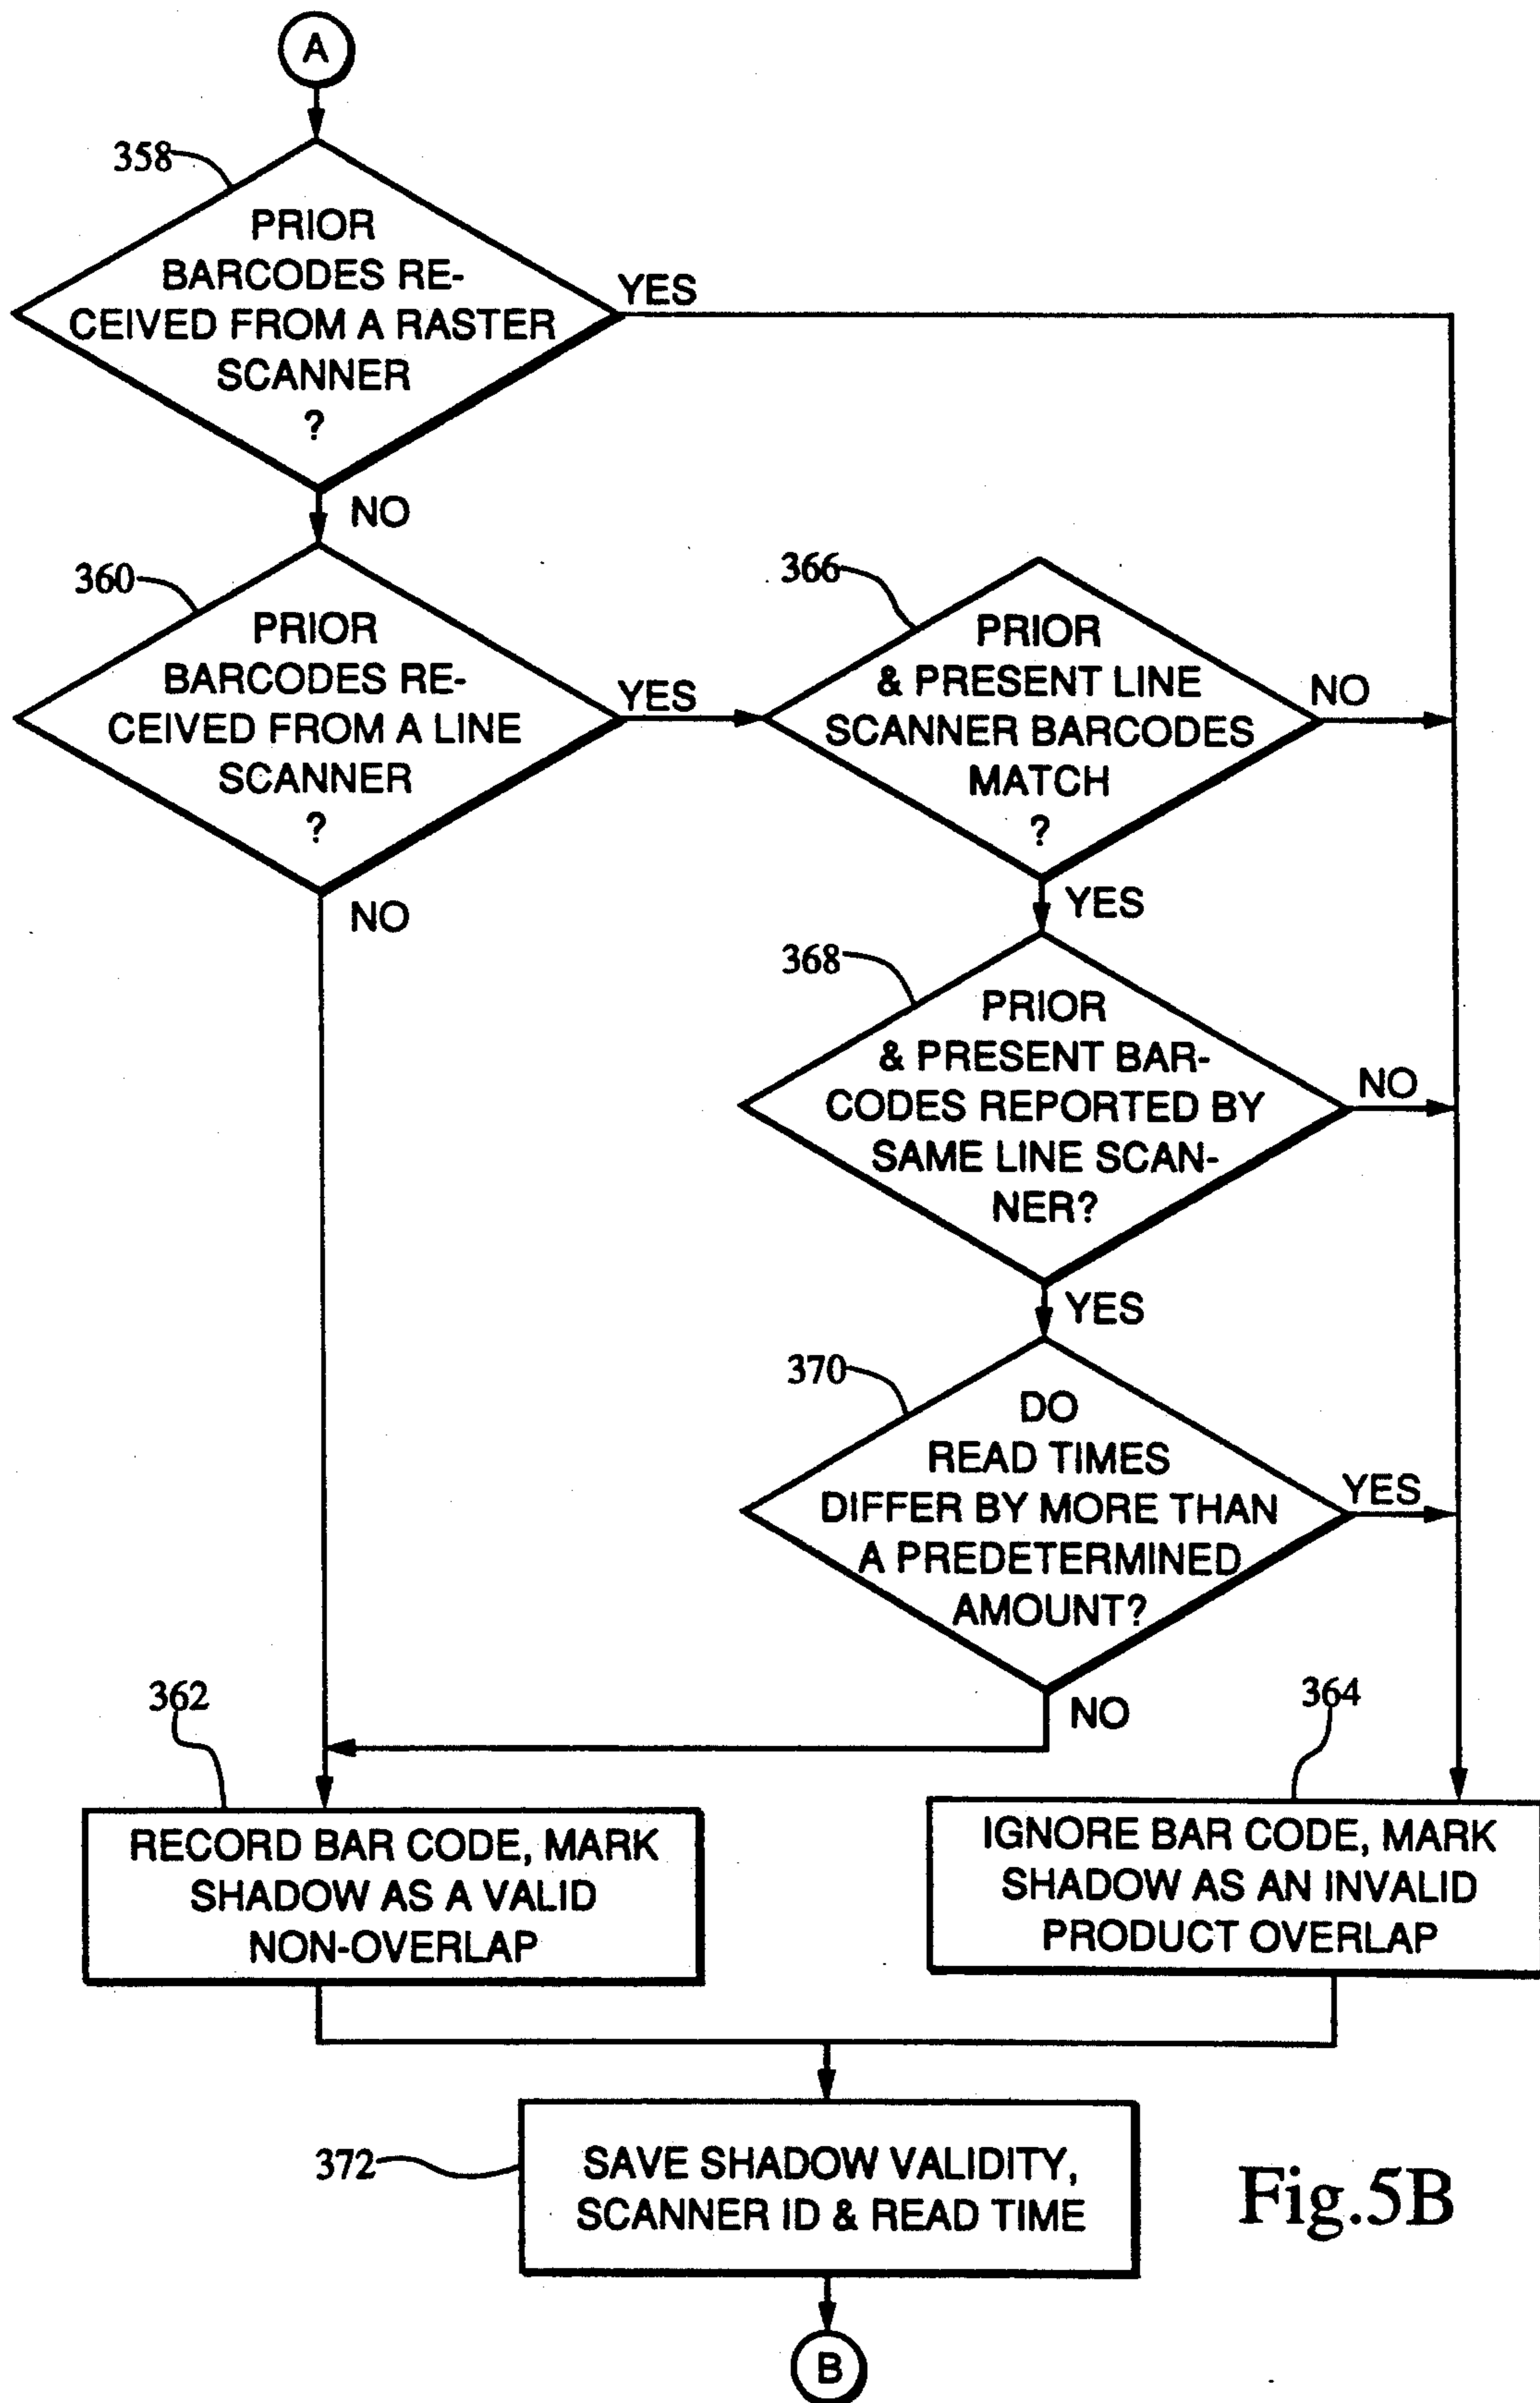 A
358
PRIOR
BARCODES RE-
CEIVED FROM A RASTER
SCANNER
?
YES
NO
360
PRIOR
BARCODES RE-
CEIVED FROM A LINE
SCANNER
?
YES
NO
366
PRIOR
& PRESENT LINE
SCANNER BARCODES
MATCH
?
NO
YES
368
PRIOR
& PRESENT BAR-
CODES REPORTED BY
SAME LINE SCAN-
NER?
NO
YES
370
DO
READ TIMES
DIFFER BY MORE THAN
A PREDETERMINED
AMOUNT?
YES
NO
362
RECORD BAR CODE, MARK
SHADOW AS A VALID
NON-OVERLAP
364
IGNORE BAR CODE, MARK
SHADOW AS AN INVALID
PRODUCT OVERLAP
372
SAVE SHADOW VALIDITY,
SCANNER ID & READ TIME
Fig.5B
B